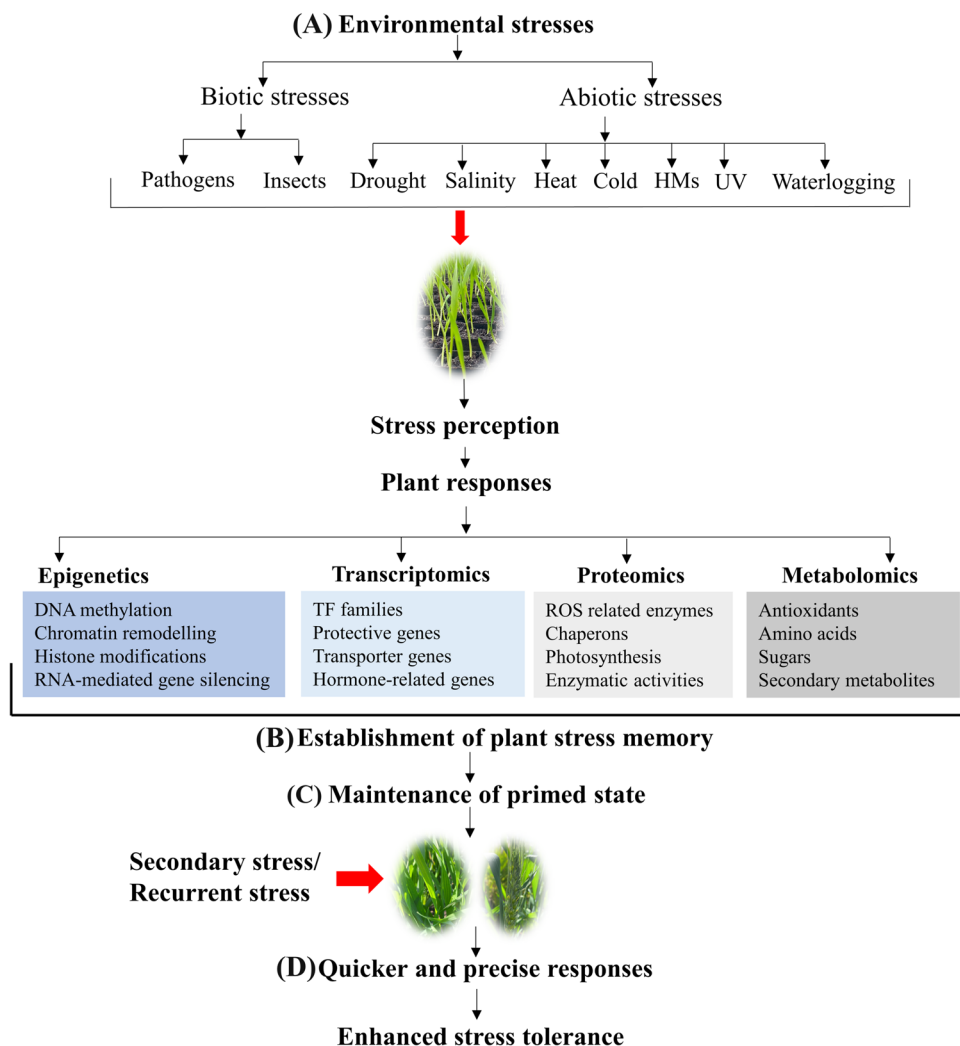 (A) Environmental stresses
Biotic stresses
Abiotic stresses
Pathogens
Insects
Drought
Salinity
Heat
Cold
HMs
UV
Waterlogging
Stress perception
Plant responses
Epigenetics
DNA methylation
Chromatin remodelling
Histone modifications
RNA-mediated gene silencing
Transcriptomics
TF families
Protective genes
Transporter genes
Hormone-related genes
Proteomics
ROS related enzymes
Chaperons
Photosynthesis
Enzymatic activities
Metabolomics
Antioxidants
Amino acids
Sugars
Secondary metabolites
(B) Establishment of plant stress memory
(C) Maintenance of primed state
Secondary stress/
Recurrent stress
(D) Quicker and precise responses
Enhanced stress tolerance